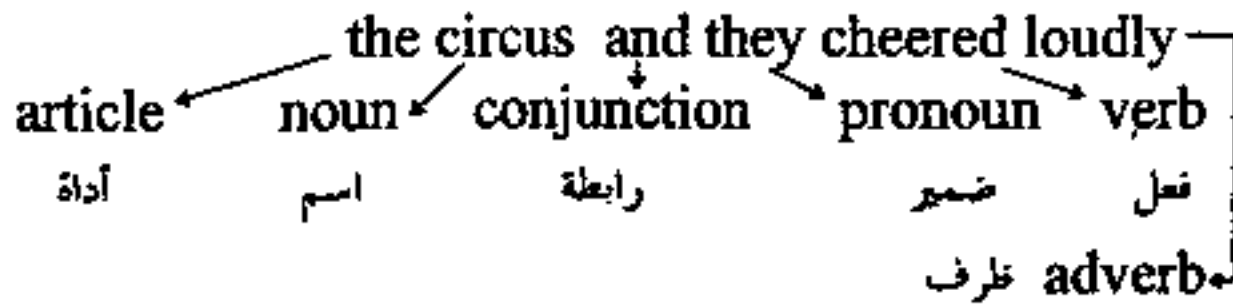 the circus and they cheered loudly
article noun conjunction pronoun verb
أداة اسم رابطة ضمير فعل
ظرف adverb